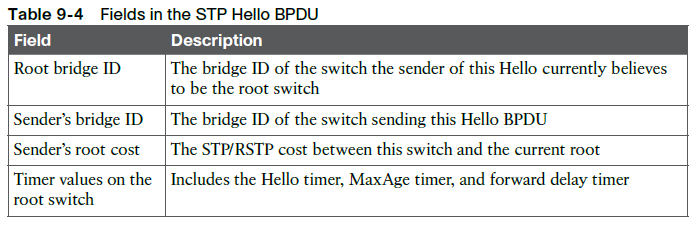 Table 9-4 Fields in the STP Hello BPDU
Field Description
Root bridge ID The bridge ID of the switch the sender of this Hello currently believes
to be the root switch
Sender's bridge ID The bridge ID of the switch sending this Hello BPDU
Sender's root cost The STP/RSTP cost between this switch and the current root
Timer values on the Includes the Hello timer, MaxAge timer, and forward delay timer
root switch